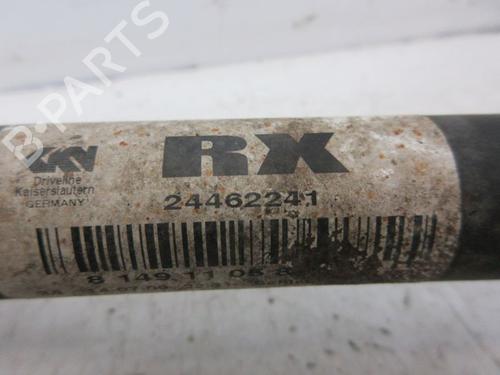 GKN
RX
Driveline
Kaiserslautern
GERMANY
24462241
8 149 11 05 8
B-PARTS